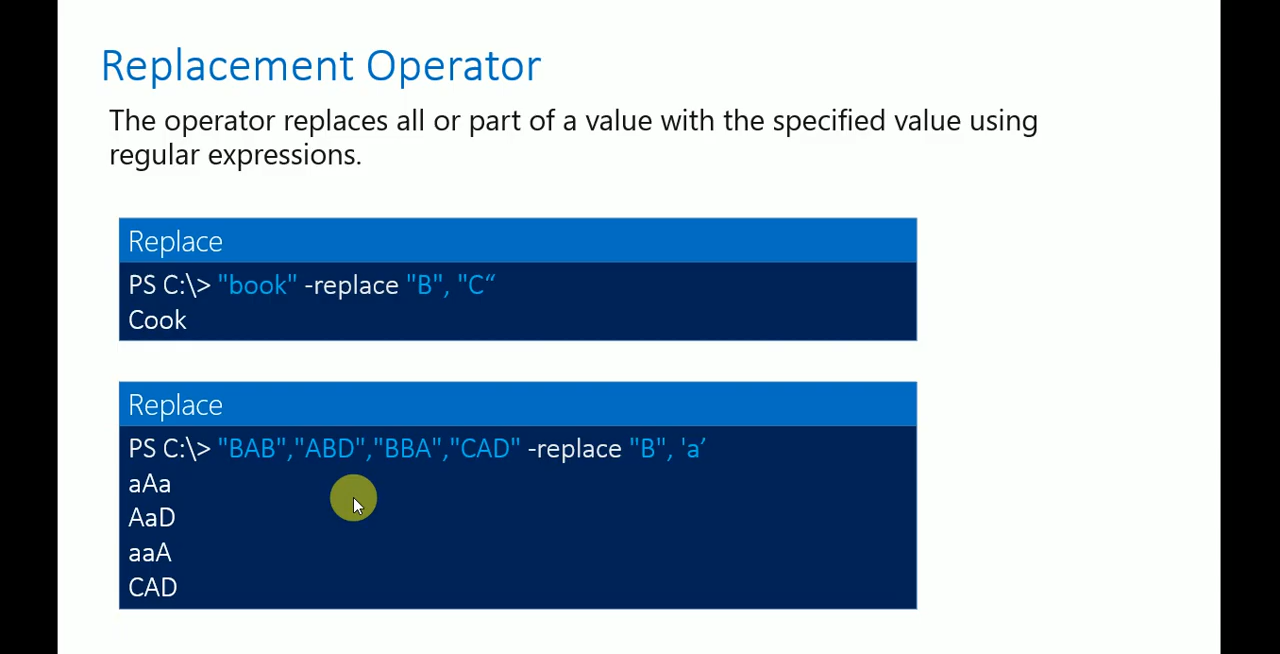 Replacement Operator
The operator replaces all or part of a value with the specified value using
regular expressions.
Replace
PS C:\> "book" -replace "B", "C“
Cook
Replace
PS C:\> "BAB","ABD","BBA","CAD" -replace "B", 'a’
aAa
AaD
aaA
CAD